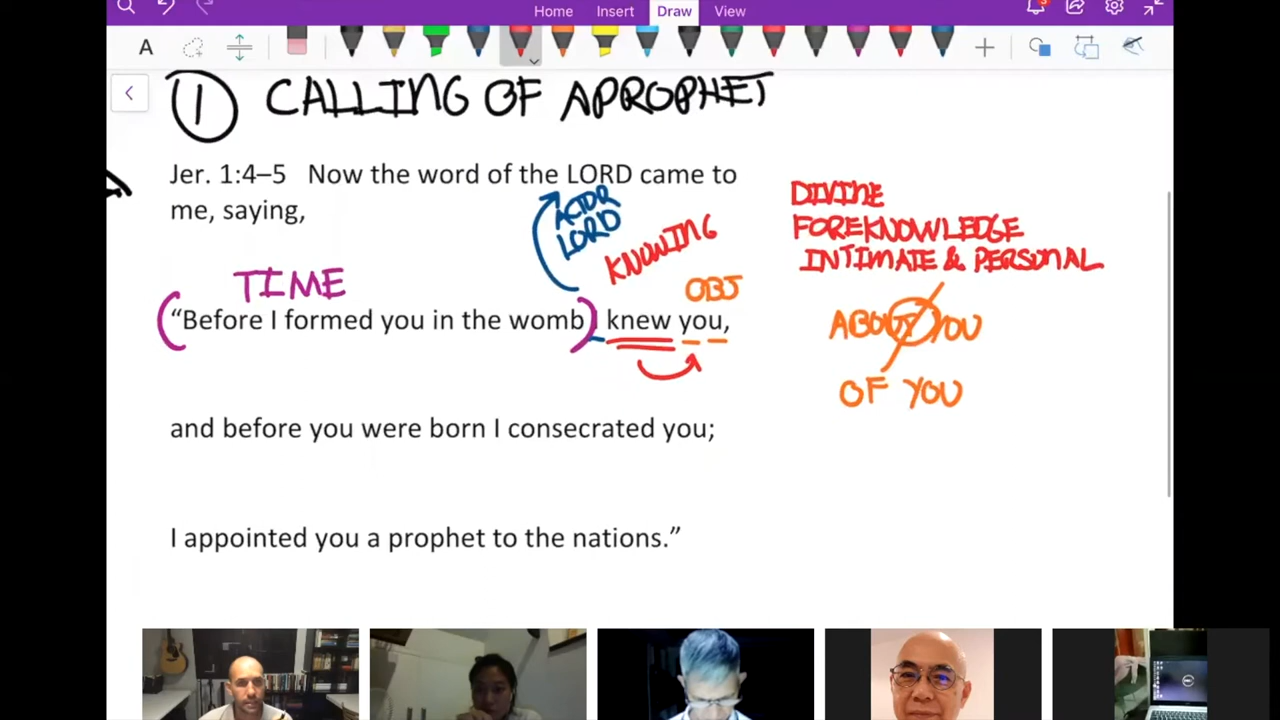 Home Insert Draw View
A
① CALLING OF A PROPHET
Jer. 1:4–5 Now the word of the LORD came to
me, saying,
ACTOR
LORD
KNOWING
OBJ
TIME
(“Before I formed you in the womb) I knew you,
and before you were born I consecrated you;
I appointed you a prophet to the nations.”
DIVINE
FOREKNOWLEDGE
INTIMATE & PERSONAL
ABOUT YOU
OF YOU